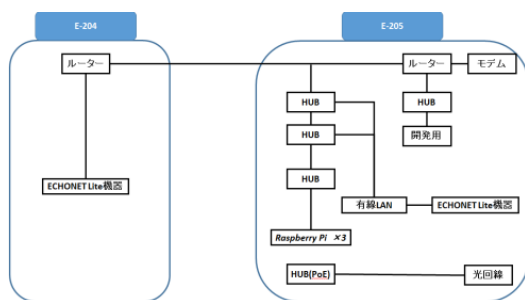 E-204
E-205
ルーター
ルーター
モデム
HUB
HUB
HUB
開発用
HUB
ECHONET Lite機器
有線LAN
ECHONET Lite機器
Raspberry Pi ×3
HUB(PoE)
光回線